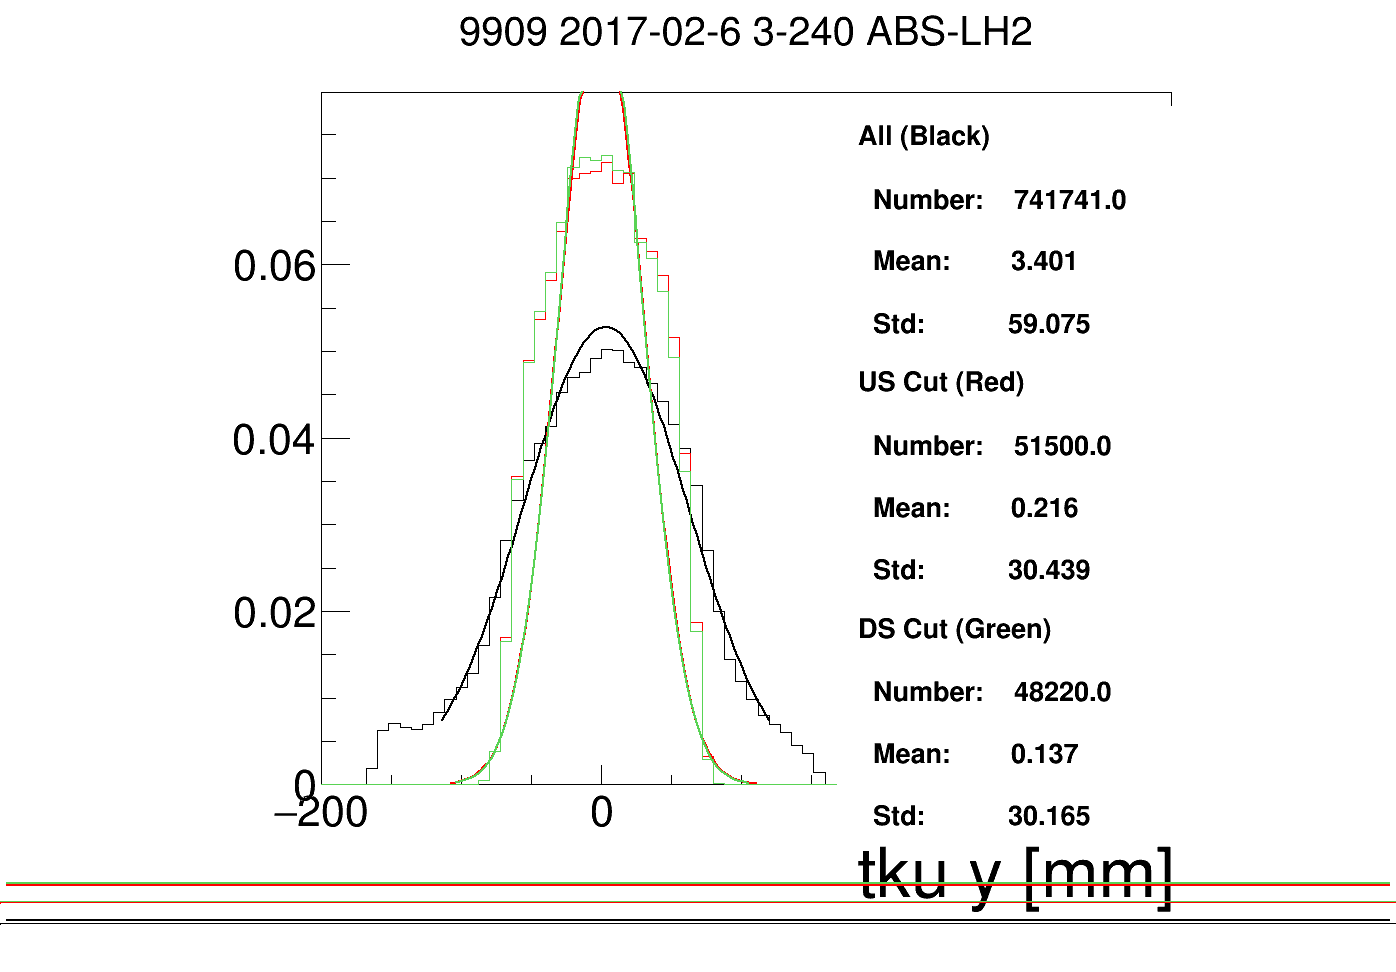 9909 2017-02-6 3-240 ABS-LH2
All (Black)
Number: 741741.0
Mean: 3.401
Std: 59.075
US Cut (Red)
Number: 51500.0
Mean: 0.216
Std: 30.439
DS Cut (Green)
Number: 48220.0
Mean: 0.137
Std: 30.165
0.06
0.04
0.02
0
−200 0
tku y [mm]